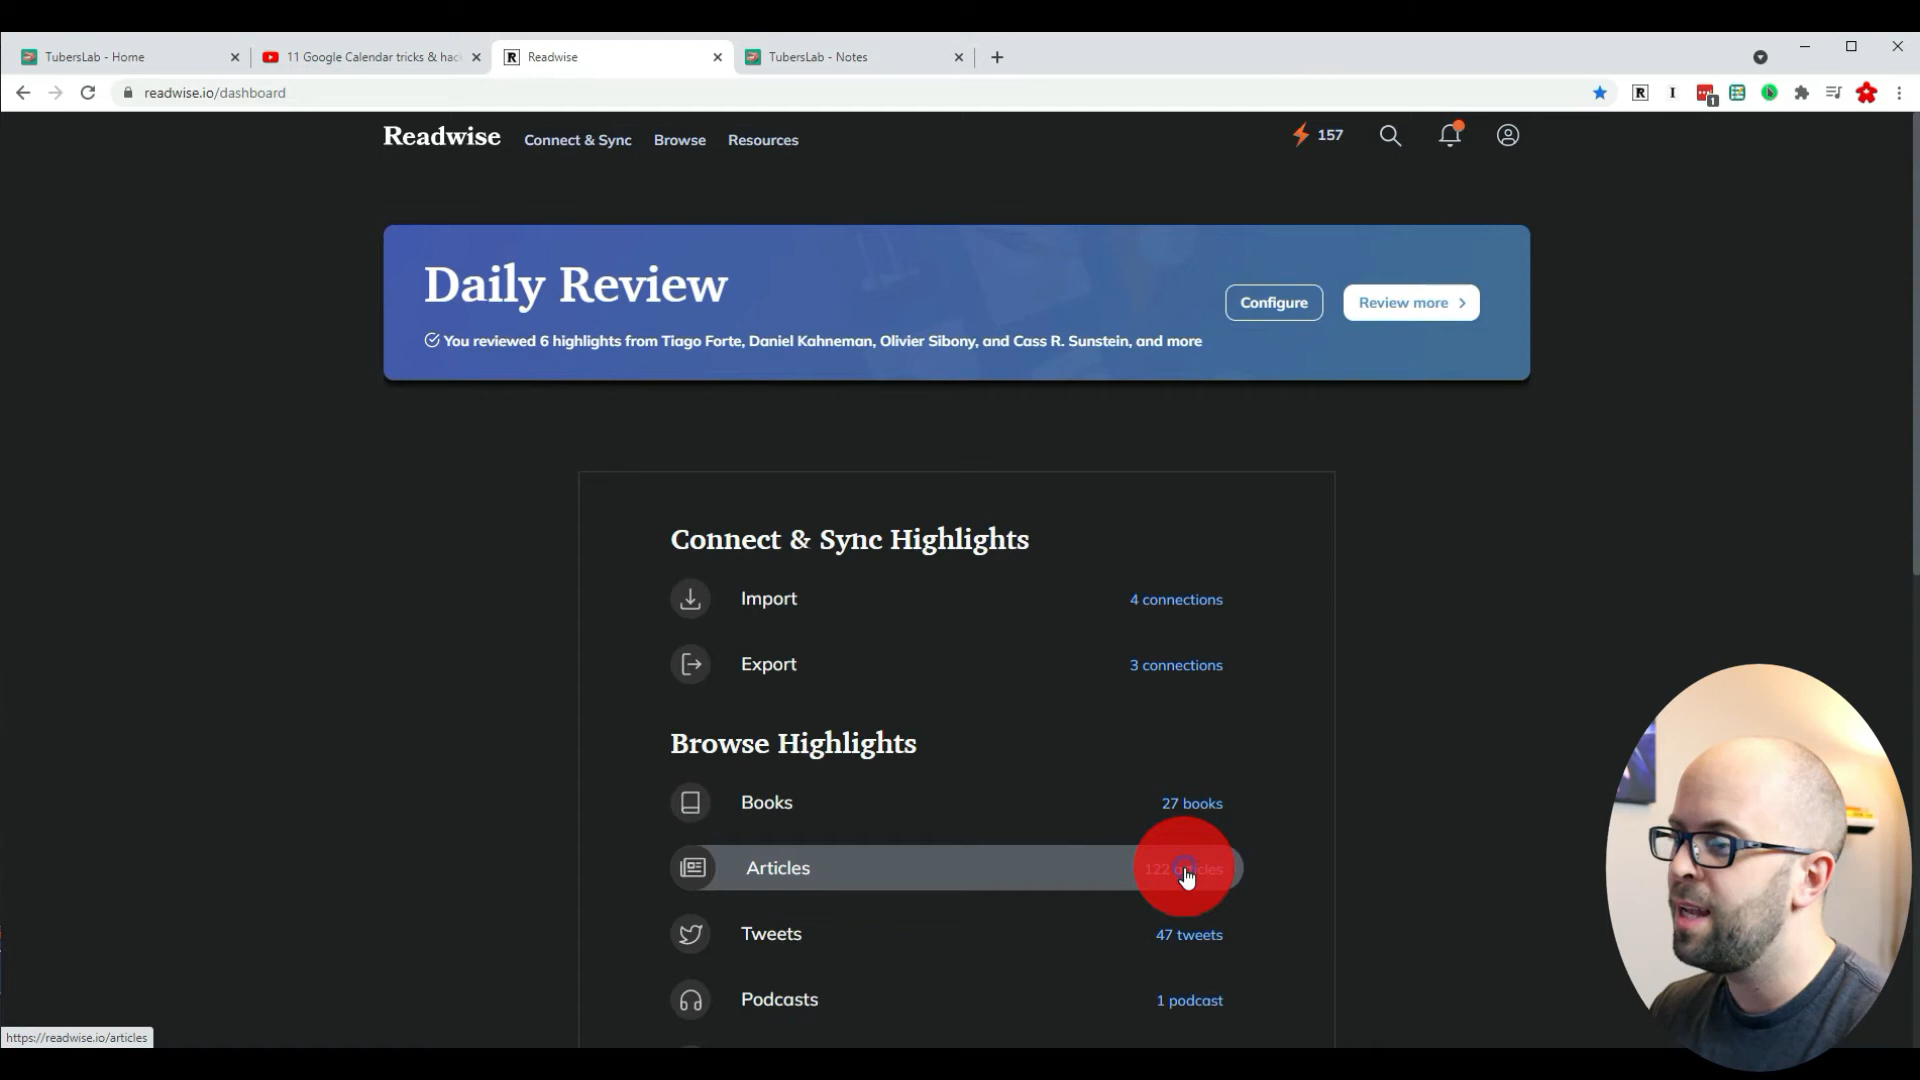 TubersLab - Home
11 Google Calendar tricks & hac
Readwise
TubersLab - Notes
readwise.io/dashboard
1
Readwise Connect & Sync Browse Resources 157
Daily Review
You reviewed 6 highlights from Tiago Forte, Daniel Kahneman, Olivier Sibony, and Cass R. Sunstein, and more
Configure Review more
Connect & Sync Highlights
Import 4 connections
Export 3 connections
Browse Highlights
Books 27 books
Articles 122 articles
Tweets 47 tweets
Podcasts 1 podcast
https://readwise.io/articles